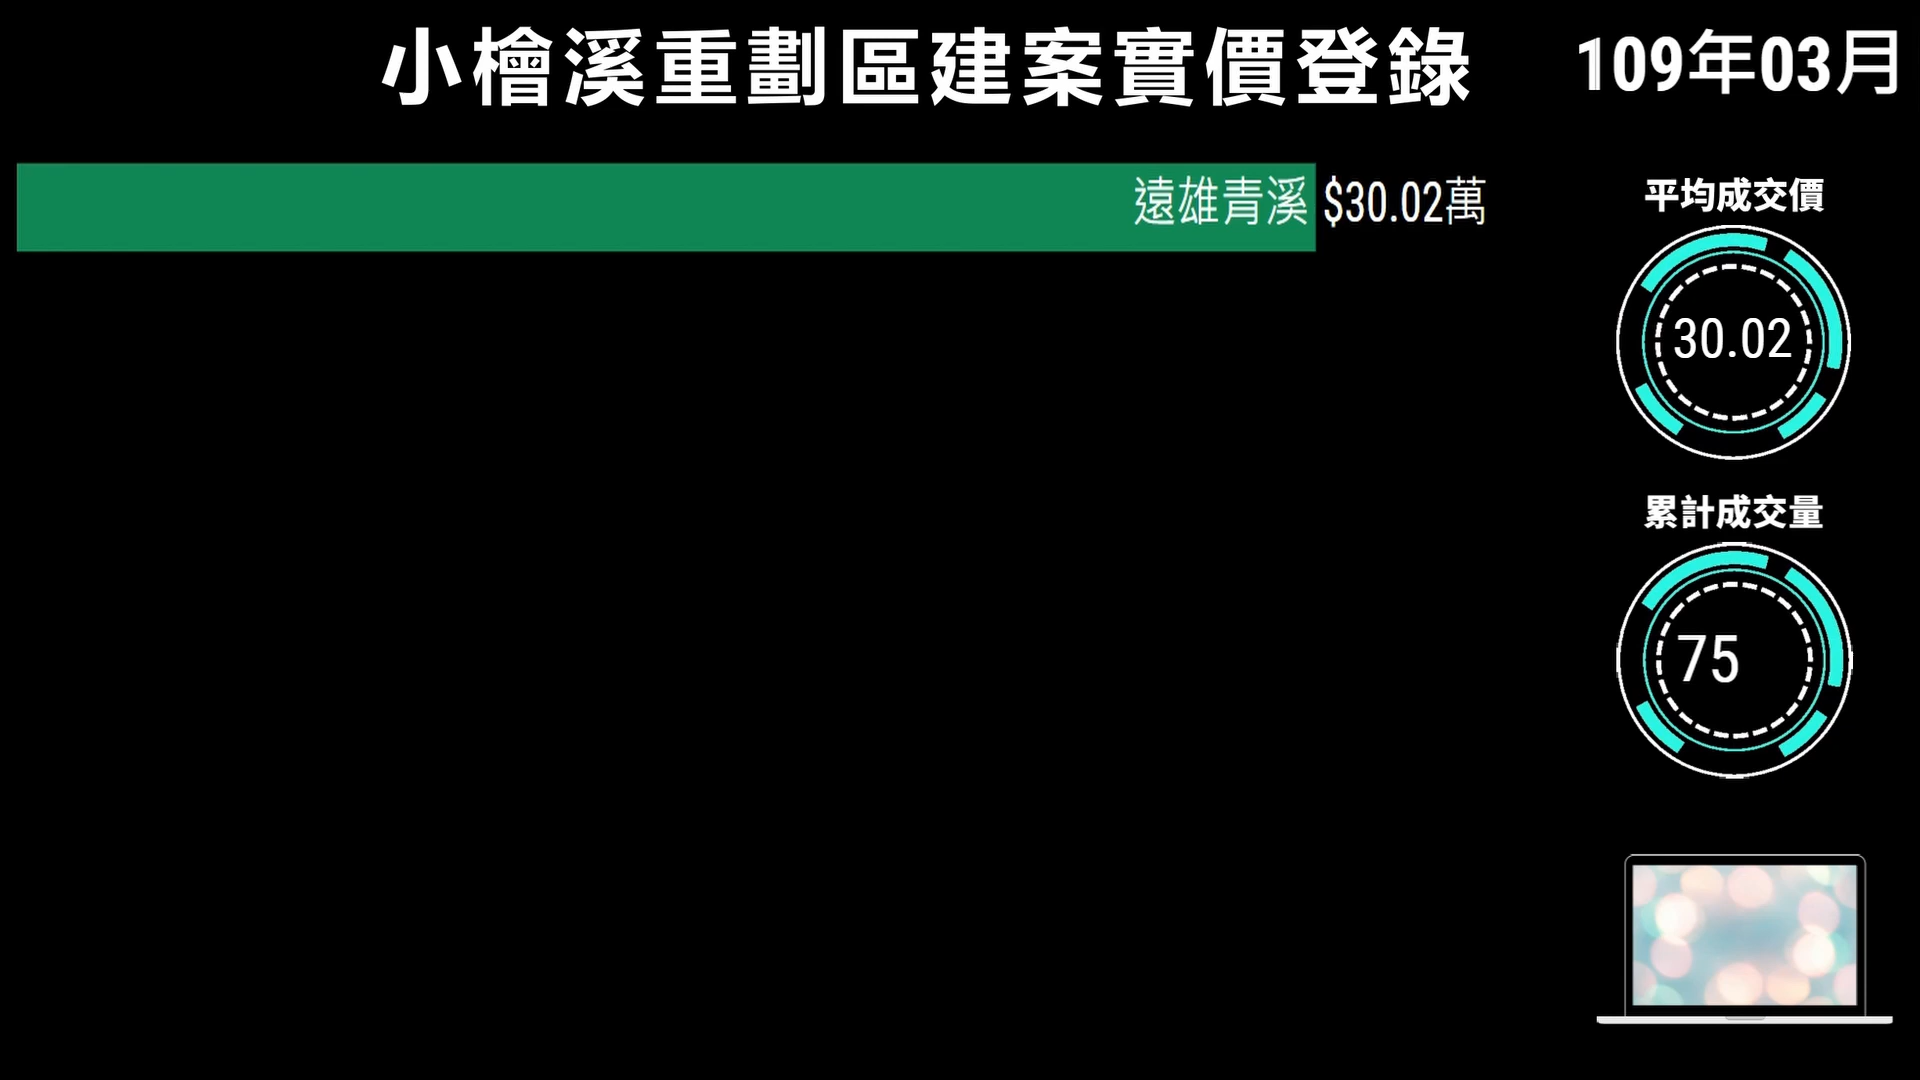 小檜溪重劃區建案實價登錄
109年03月
遠雄青溪 $30.02萬
平均成交價
30.02
累計成交量
75